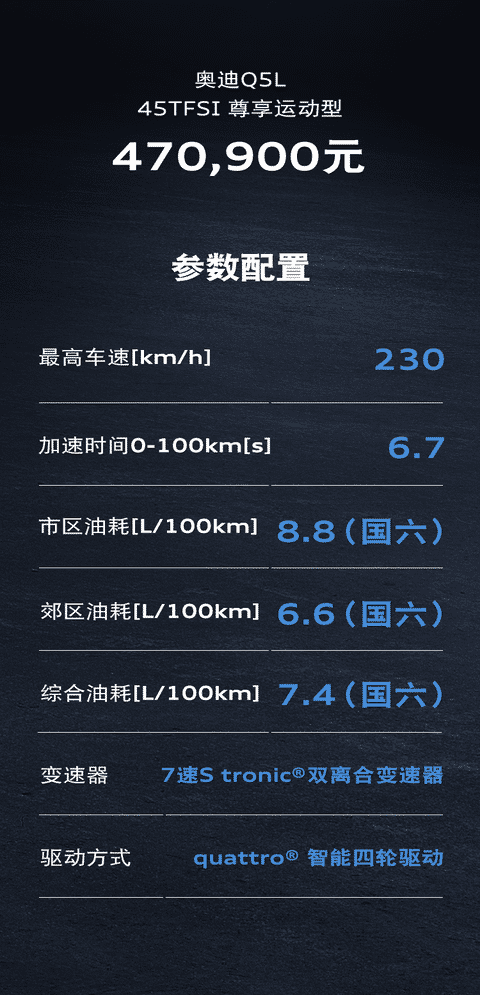 奥迪Q5L
45TFSI 尊享运动型
470,900元
参数配置
最高车速[km/h] 230
加速时间0-100km[s] 6.7
市区油耗[L/100km] 8.8（国六）
郊区油耗[L/100km] 6.6（国六）
综合油耗[L/100km] 7.4（国六）
变速器 7速S tronic®双离合变速器
驱动方式 quattro® 智能四轮驱动